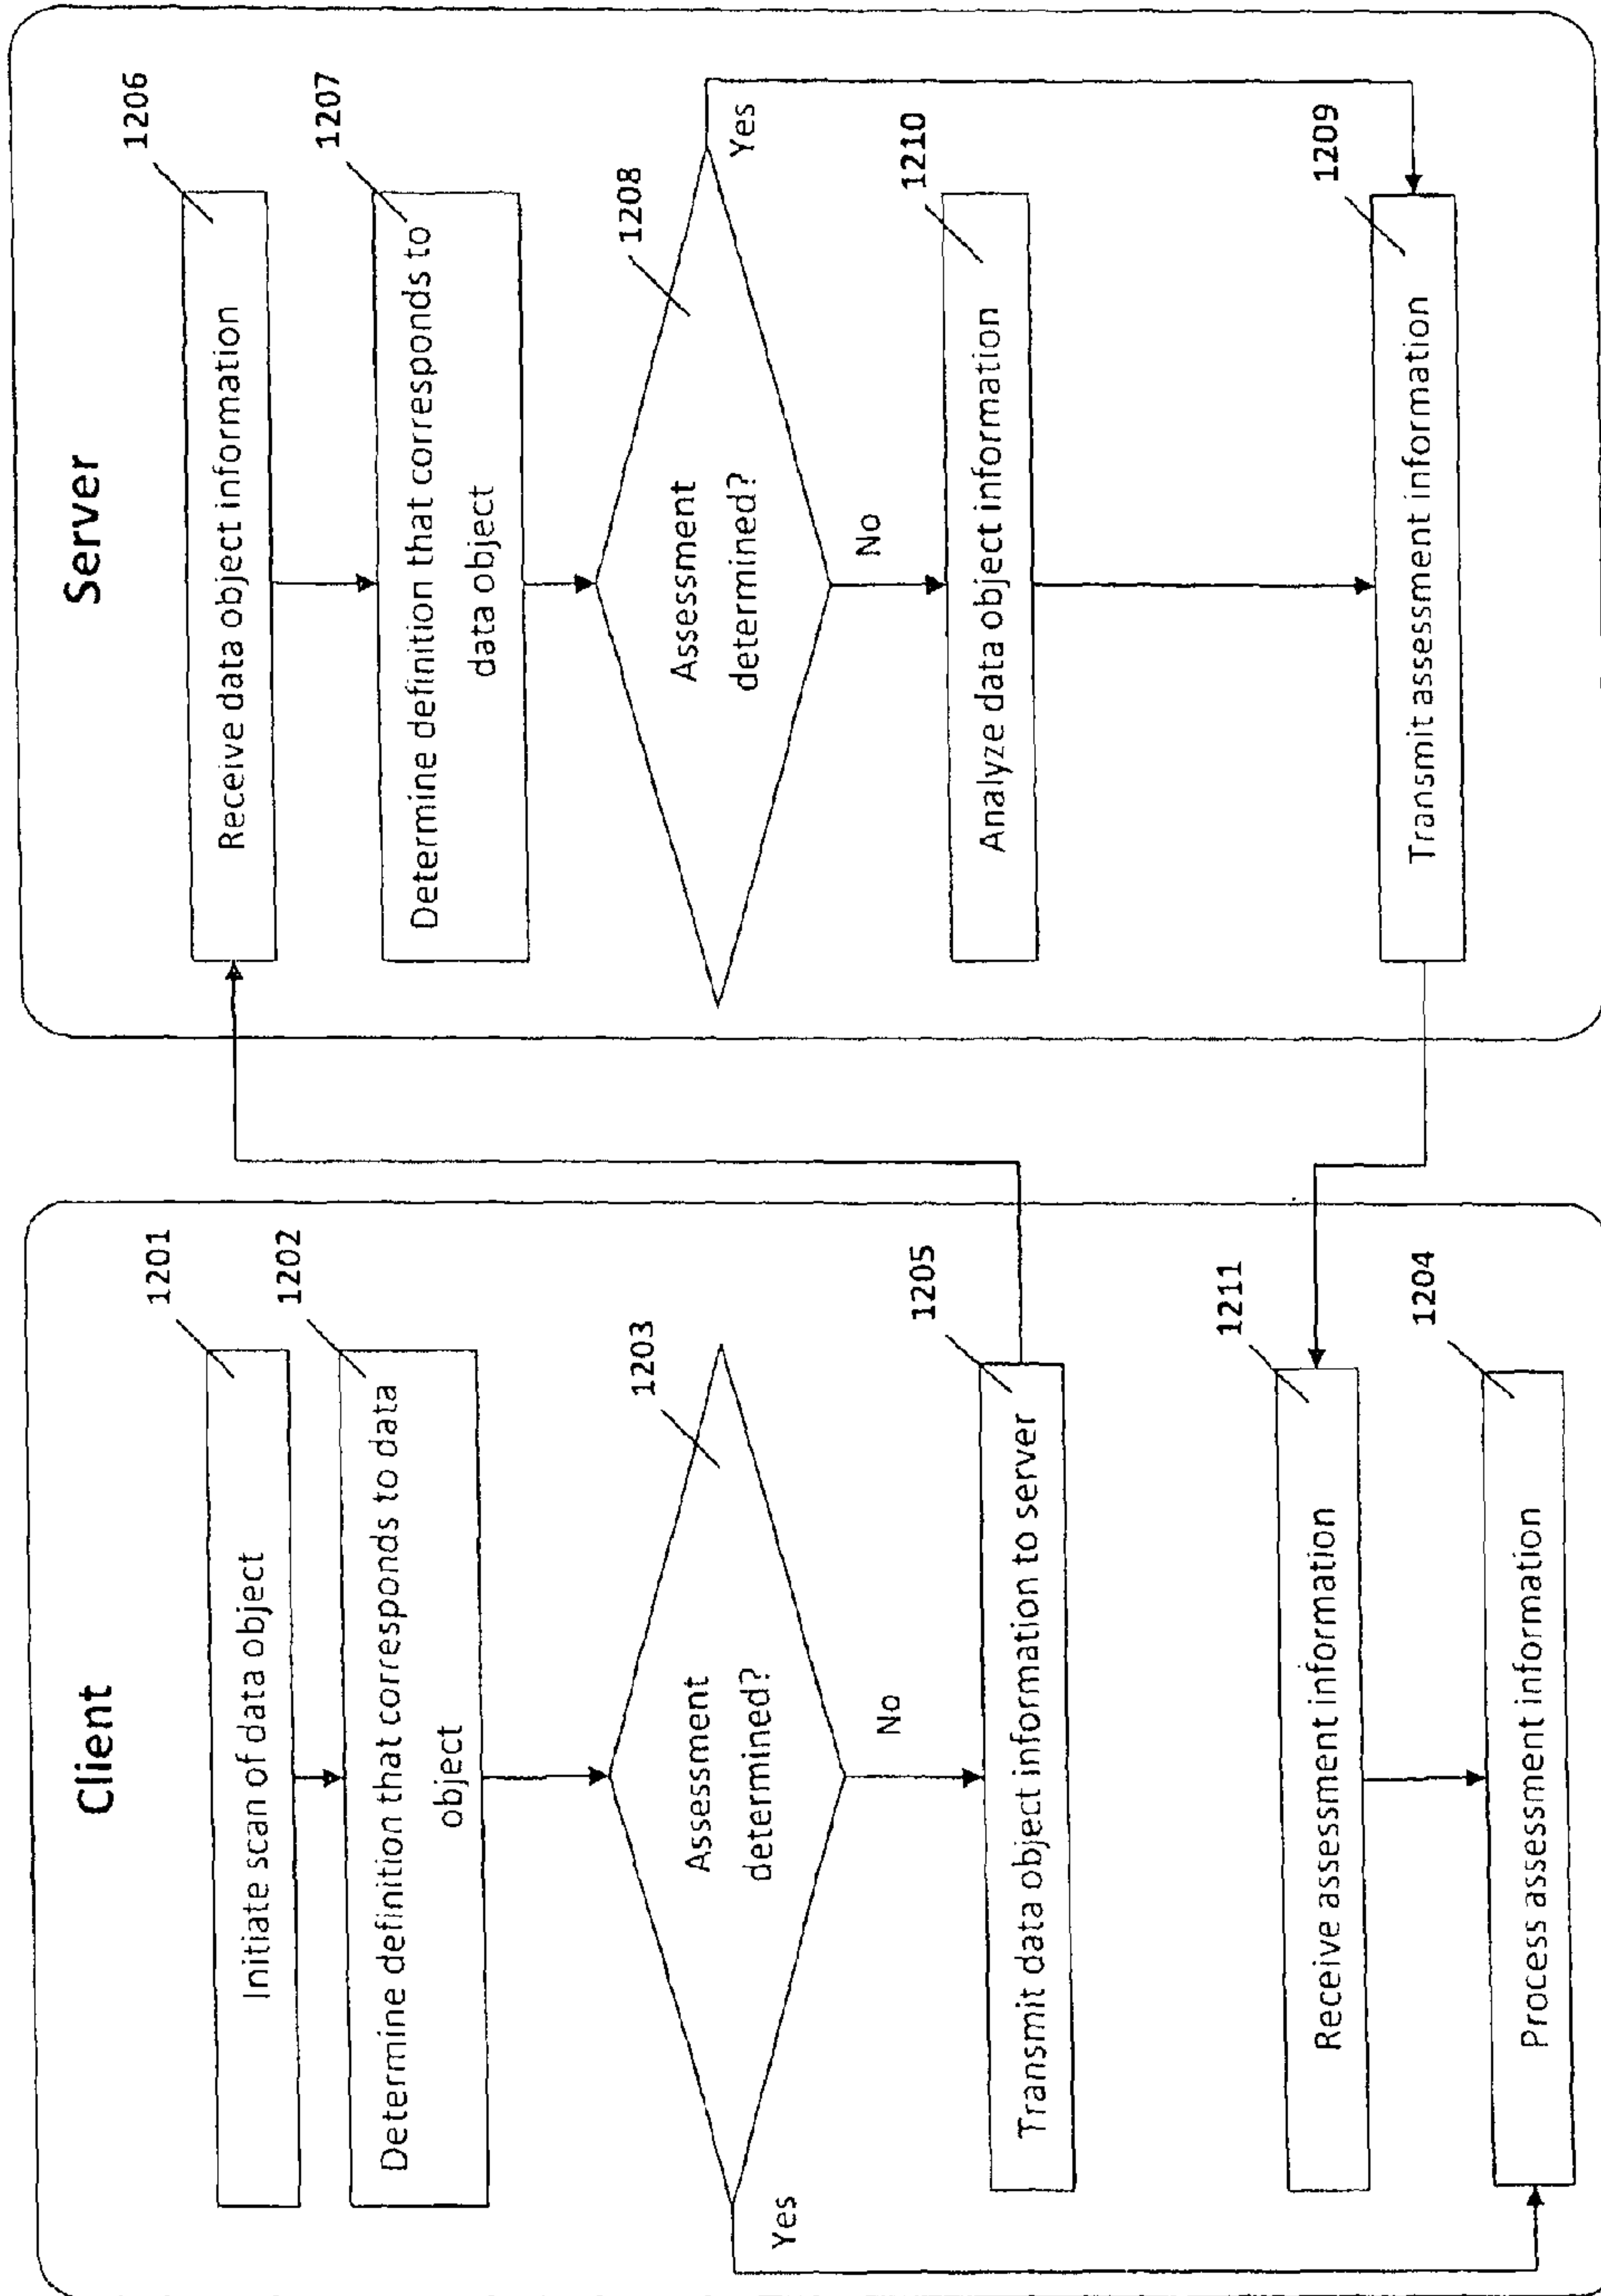 Client
1201
Initiate scan of data object
1202
Determine definition that corresponds to data
object
1203
Assessment
determined?
Yes
No
1205
Transmit data object information to server
1211
Receive assessment information
1204
Process assessment information
Server
1206
Receive data object information
1207
Determine definition that corresponds to
data object
1208
Assessment
determined?
Yes
No
1210
Analyze data object information
1209
Transmit assessment information